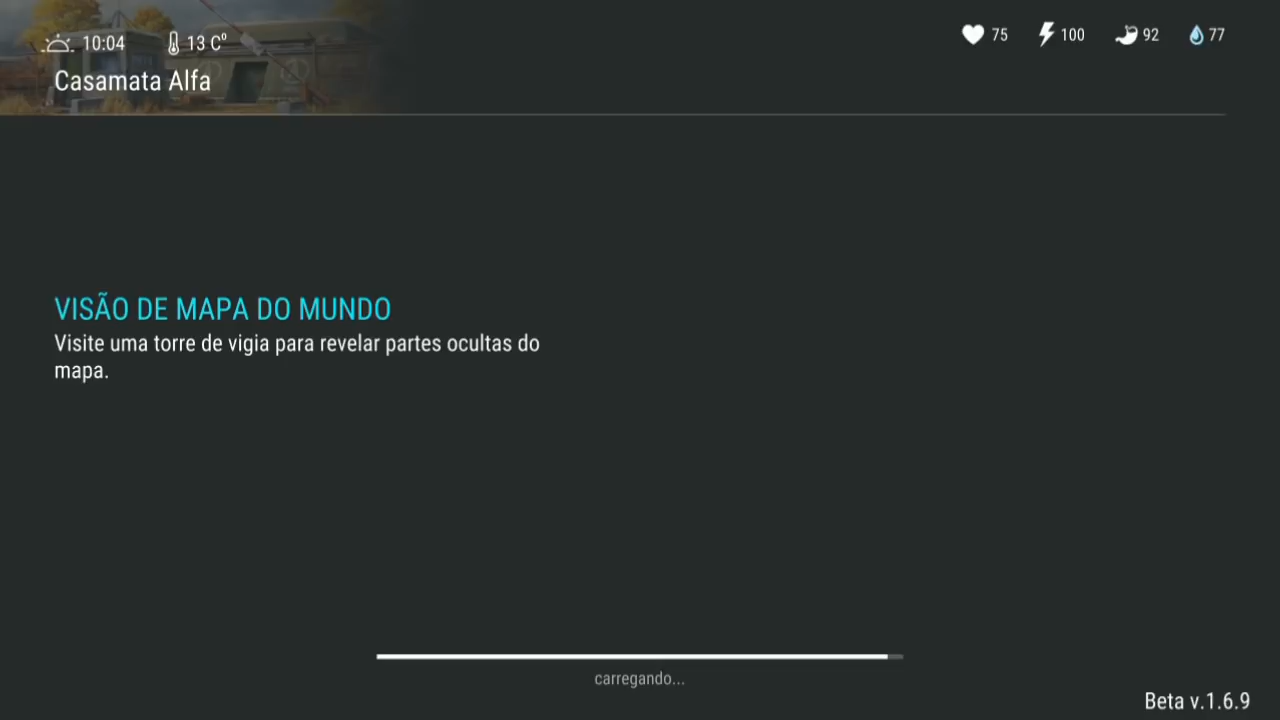 10:04
13 Cº
75
100
92
77
Casamata Alfa
VISÃO DE MAPA DO MUNDO
Visite uma torre de vigia para revelar partes ocultas do
mapa.
carregando...
Beta v.1.6.9